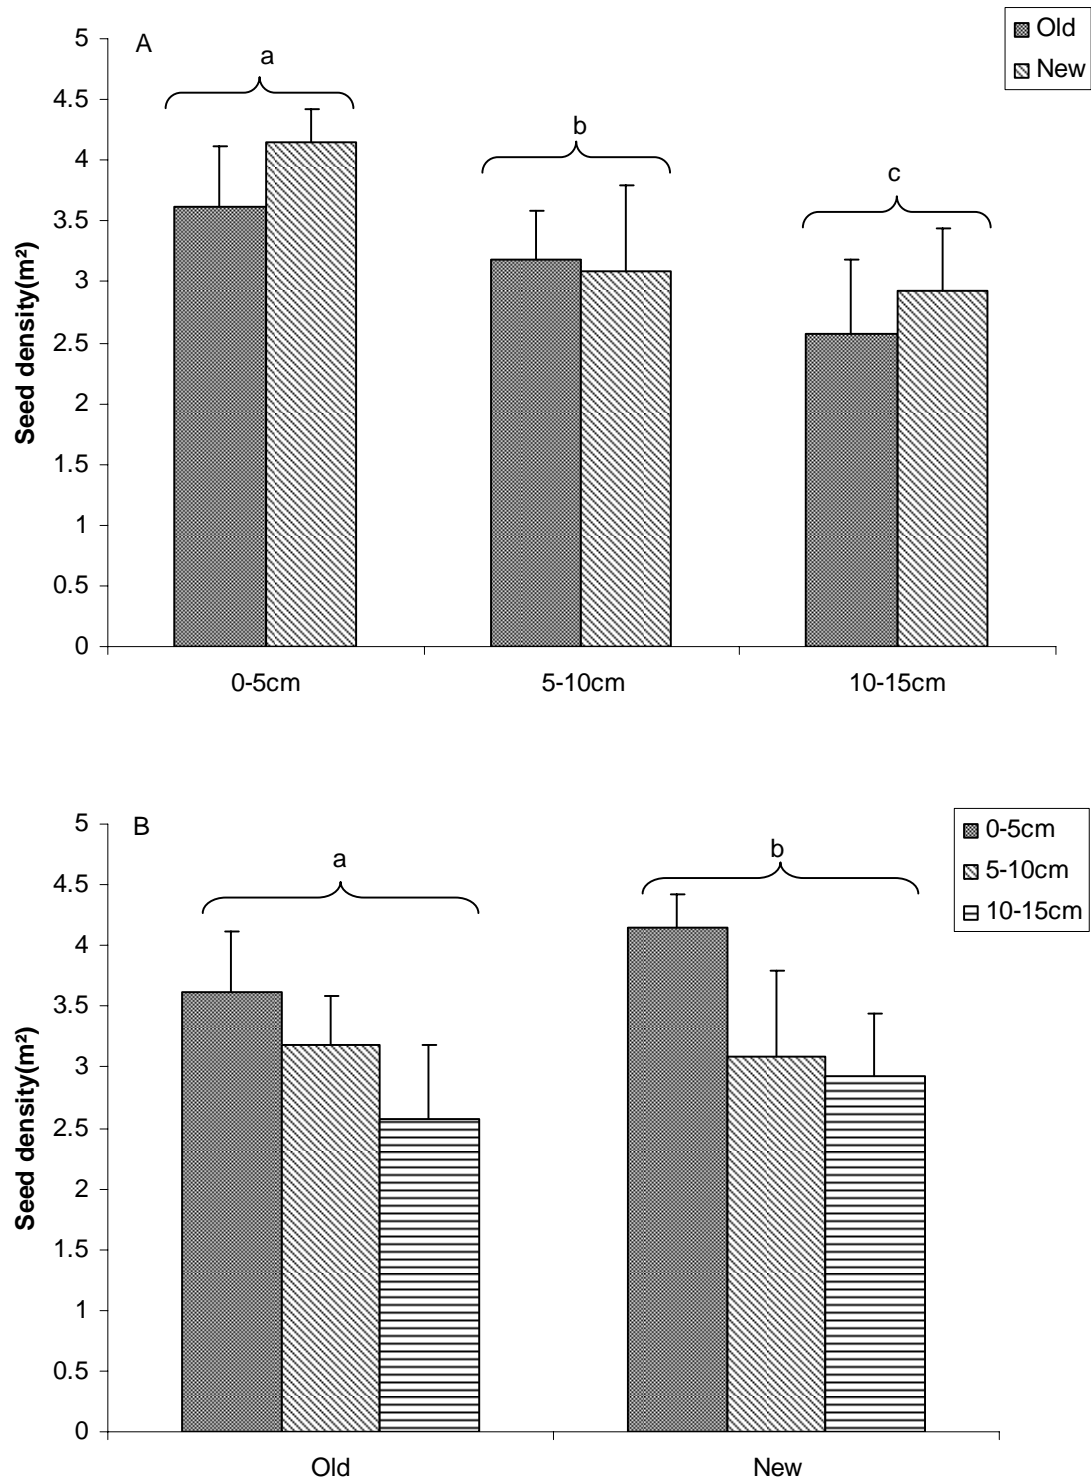 A
Old
New
a
b
c
Seed density(m²)
5
4.5
4
3.5
3
2.5
2
1.5
1
0.5
0
0-5cm 5-10cm 10-15cm
B
0-5cm
5-10cm
10-15cm
a
b
Seed density(m²)
5
4.5
4
3.5
3
2.5
2
1.5
1
0.5
0
Old New